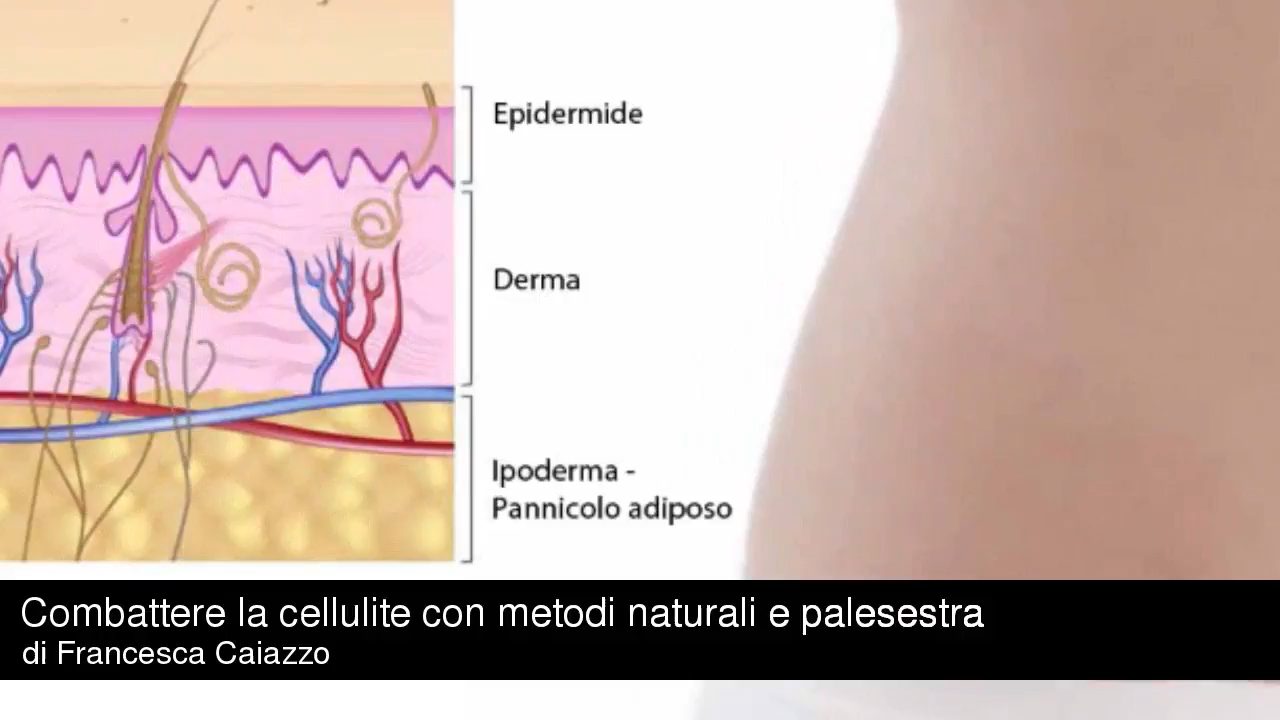 Epidermide
Derma
Ipoderma -
Pannicolo adiposo
Combattere la cellulite con metodi naturali e palesestra
di Francesca Caiazzo